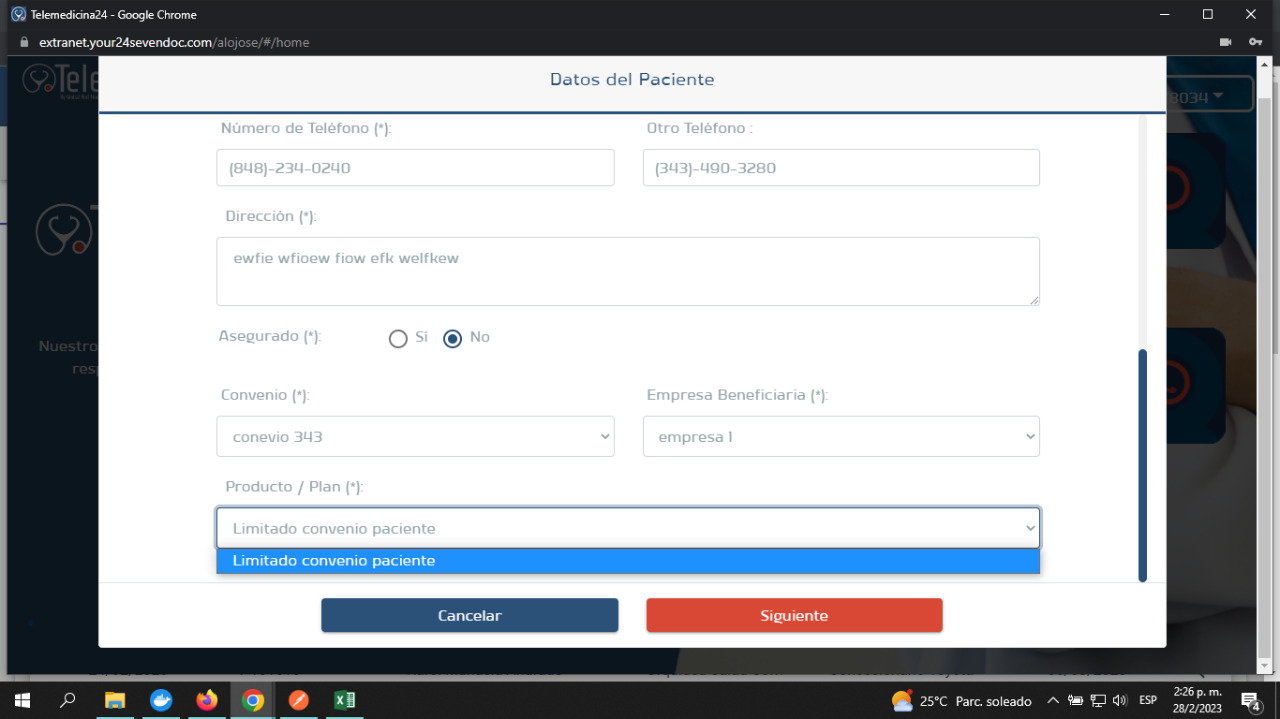 Telemedicina24 - Google Chrome
extranet.your24sevendoc.com/alojose/#/home
Tele
Datos del Paciente
8034
Número de Teléfono (*):
Otro Teléfono :
(848)-234-0240
(343)-490-3280
Dirección (*):
ewfie wfioew fiow efk welfkew
Asegurado (*):
Si
No
Nuestro
resp
Convenio (*):
Empresa Beneficiaria (*):
conevio 343
empresa 1
Producto / Plan (*):
Limitado convenio paciente
Limitado convenio paciente
Cancelar
Siguiente
25°C Parc. soleado
ESP
2:26 p. m.
28/2/2023
4